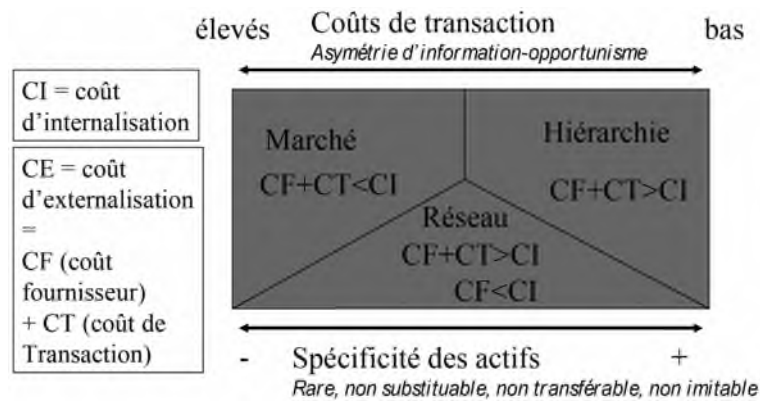 élevés Coûts de transaction bas
Asymétrie d'information-opportunisme
CI = coût
d'internalisation
CE = coût
d'externalisation
=
CF (coût
fournisseur)
+ CT (coût de
Transaction)
Marché
CF+CT<CI
Hiérarchie
CF+CT>CI
Réseau
CF+CT>CI
CF<CI
- Spécificité des actifs +
Rare, non substituable, non transférable, non imitable